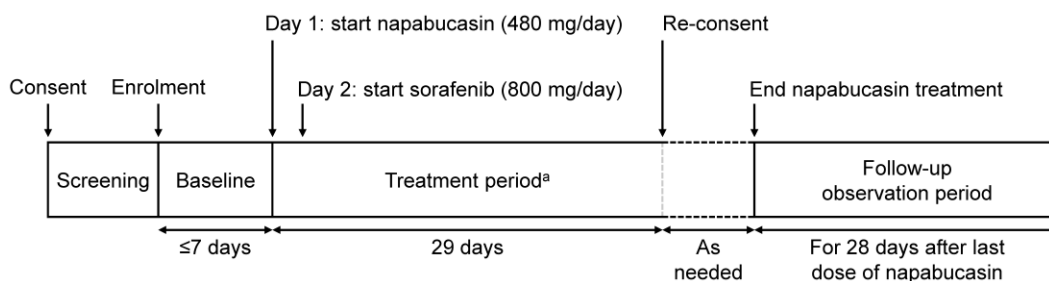 Day 1: start napabucasin (480 mg/day)
Re-consent
Consent
Enrolment
Day 2: start sorafenib (800 mg/day)
End napabucasin treatment
Screening
Baseline
Treatment periodᵃ
Follow-up
observation period
≤7 days
29 days
As
needed
For 28 days after last
dose of napabucasin